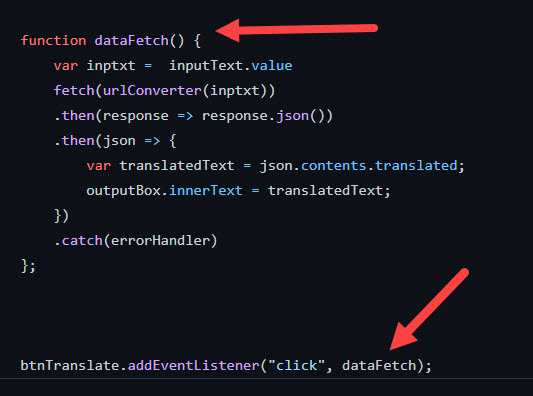 function dataFetch() {
    var inptxt =  inputText.value
    fetch(urlConverter(inptxt))
    .then(response => response.json())
    .then(json => {
        var translatedText = json.contents.translated;
        outputBox.innerText = translatedText;
    })
    .catch(errorHandler)
};
btnTranslate.addEventListener("click", dataFetch);